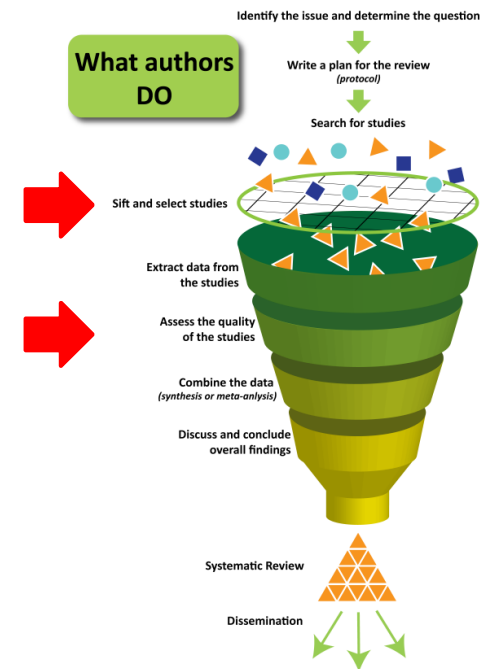 Identify the issue and determine the question
What authors
DO
Write a plan for the review
(protocol)
Search for studies
Sift and select studies
Extract data from
the studies
Assess the quality
of the studies
Combine the data
(synthesis or meta-anlysis)
Discuss and conclude
overall findings
Systematic Review
Dissemination